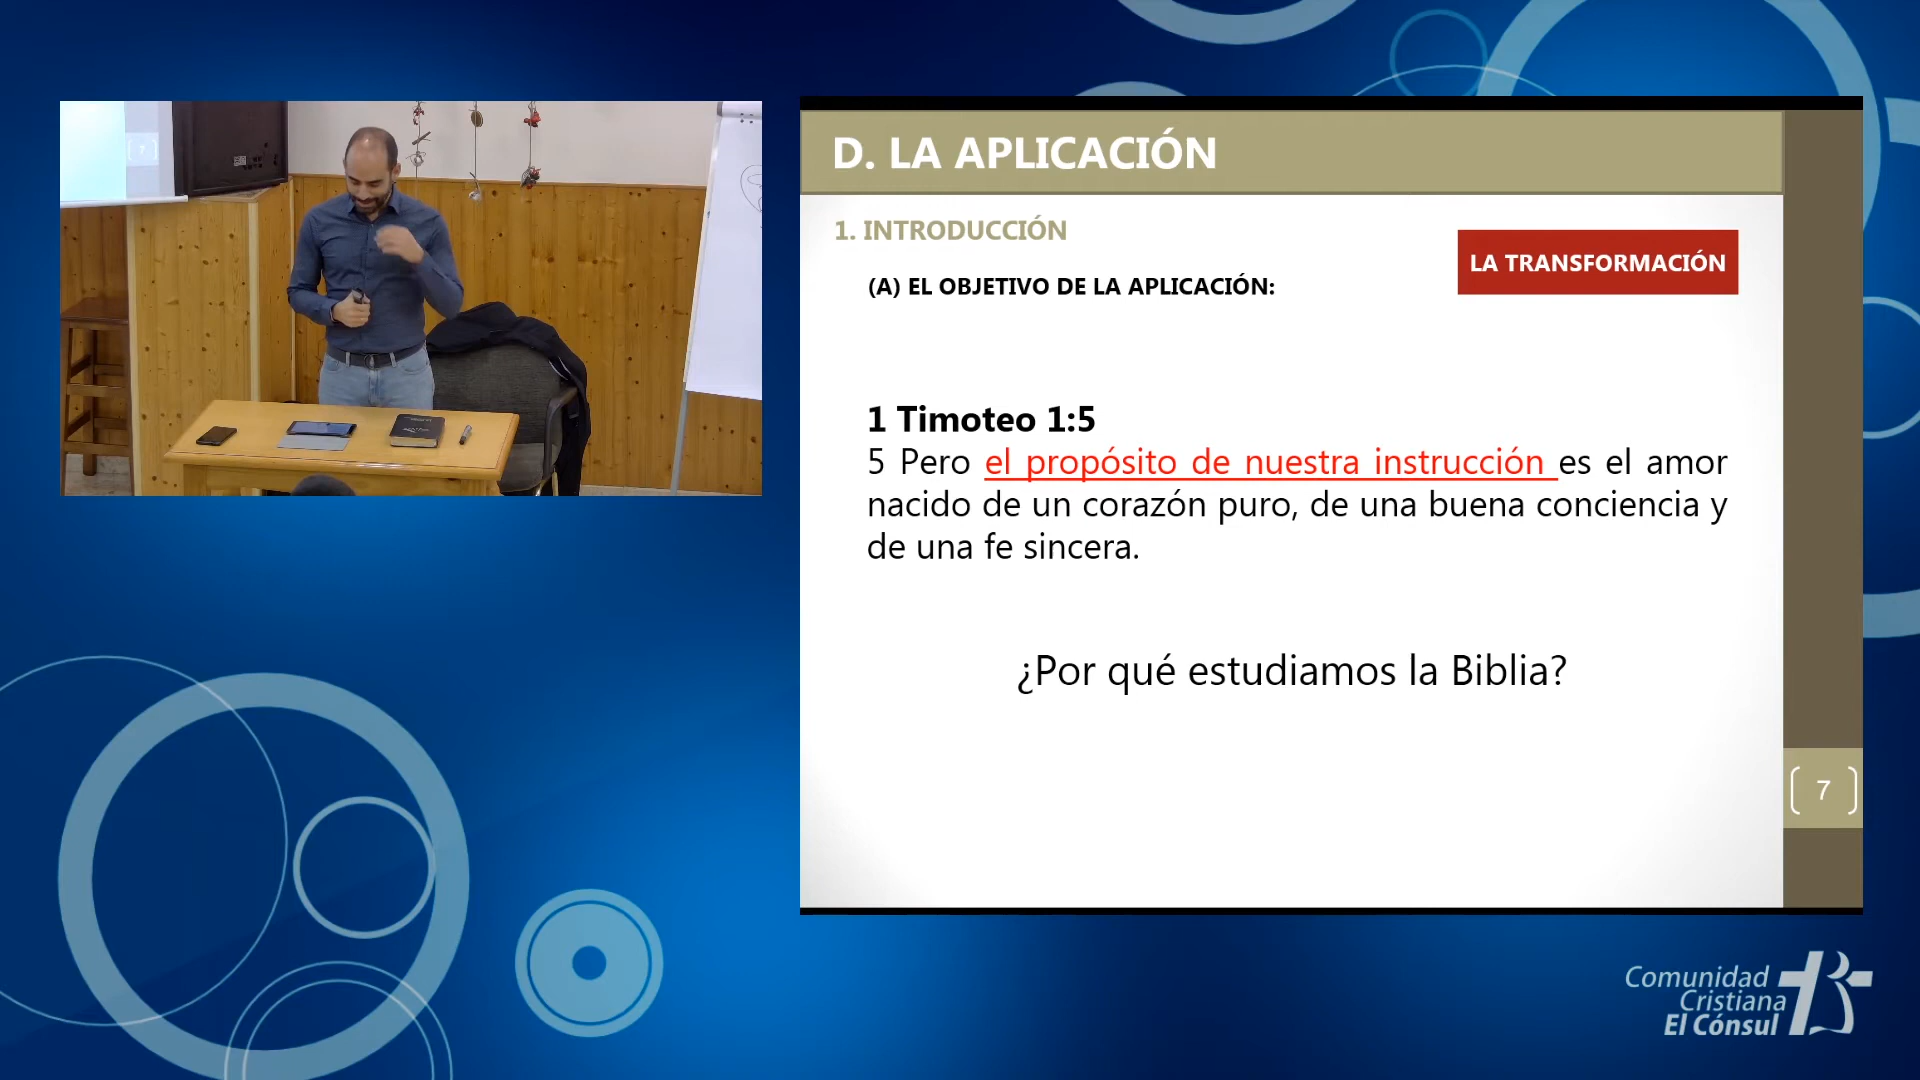 D. LA APLICACIÓN
1. INTRODUCCIÓN
LA TRANSFORMACIÓN
(A) EL OBJETIVO DE LA APLICACIÓN:
1 Timoteo 1:5
5 Pero el propósito de nuestra instrucción es el amor
nacido de un corazón puro, de una buena conciencia y
de una fe sincera.
¿Por qué estudiamos la Biblia?
7
Comunidad
Cristiana
El Cónsul